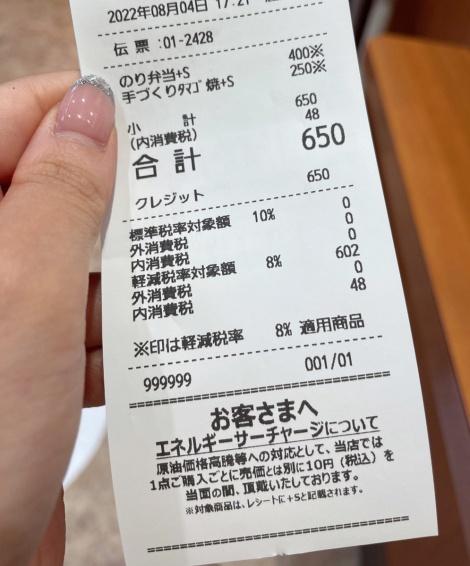 2022年08月04日 17:21
伝票:01-2428
のり弁当+S 400※
手づくりﾀﾏｺﾞ焼+S 250※
小計 650
(内消費税) 48
合計 650
クレジット 650
標準税率対象額 10% 0
外消費税 0
内消費税 0
軽減税率対象額 8% 602
外消費税 0
内消費税 48
※印は軽減税率 8% 適用商品
999999 001/01
お客さまへ
エネルギーサーチャージについて
原油価格高騰等への対応として、当店では
1点ご購入ごとに売価とは別に10円（税込）を
当面の間、頂戴いたしております。
※対象商品は、レシートに+Sと記載されます。